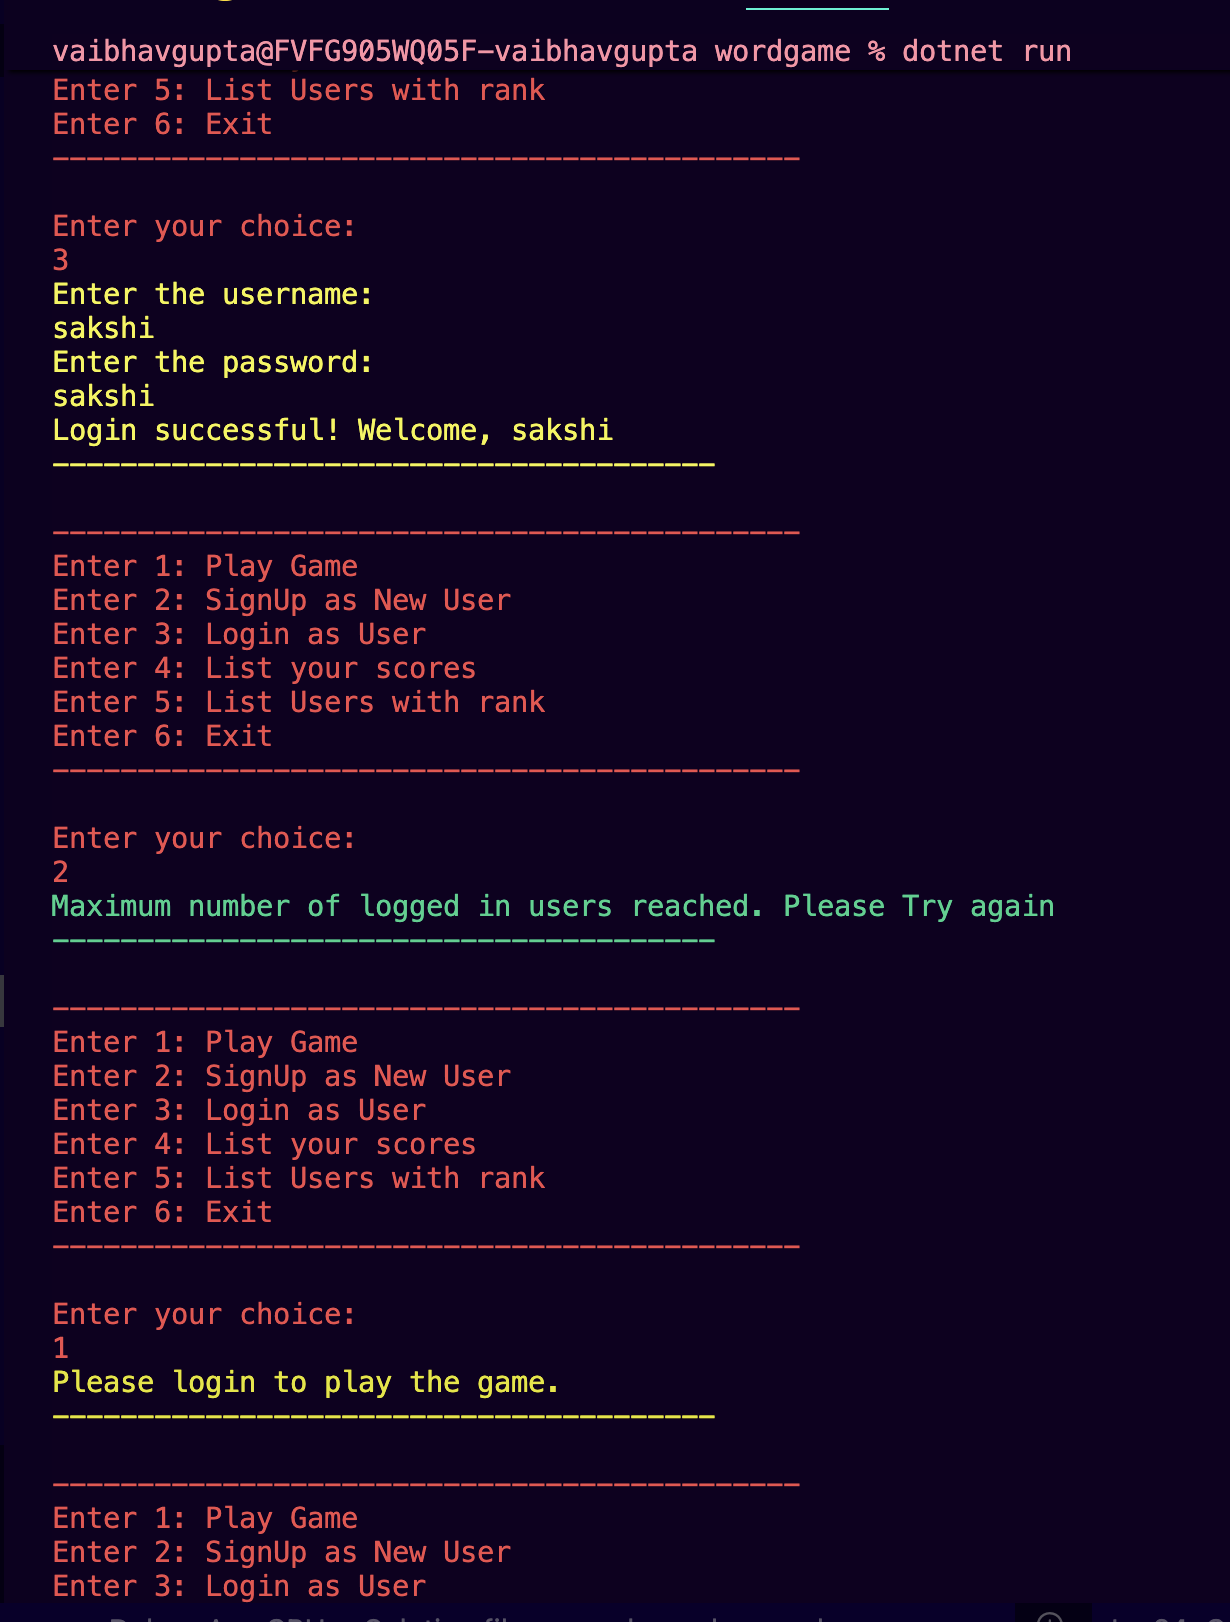 vaibhavgupta@FVFG905WQ05F-vaibhavgupta wordgame % dotnet run
Enter 5: List Users with rank
Enter 6: Exit
--------------------------------------------

Enter your choice:
3
Enter the username:
sakshi
Enter the password:
sakshi
Login successful! Welcome, sakshi
---------------------------------------

--------------------------------------------
Enter 1: Play Game
Enter 2: SignUp as New User
Enter 3: Login as User
Enter 4: List your scores
Enter 5: List Users with rank
Enter 6: Exit
--------------------------------------------

Enter your choice:
2
Maximum number of logged in users reached. Please Try again
---------------------------------------

--------------------------------------------
Enter 1: Play Game
Enter 2: SignUp as New User
Enter 3: Login as User
Enter 4: List your scores
Enter 5: List Users with rank
Enter 6: Exit
--------------------------------------------

Enter your choice:
1
Please login to play the game.
---------------------------------------

--------------------------------------------
Enter 1: Play Game
Enter 2: SignUp as New User
Enter 3: Login as User